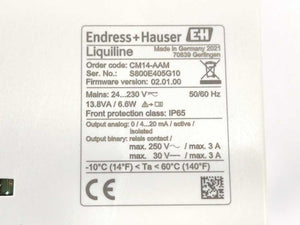 Endress+Hauser EH
Liquiline
Made in Germany 2021
70839 Gerlingen
Order code: CM14-AAM
Ser. No.: S800E405G10
Firmware version: 02.01.00
Mains: 24...230 V 50/60 Hz
13.8VA / 6.6W
Front protection class: IP65
Output analog: 0 / 4...20 mA / active /
isolated
Output binary: relais contact /
max. 250 V~ / max. 3 A
max. 30 V⎓ / max. 3 A
-10°C (14°F) < Ta < 60°C (140°F)
CE